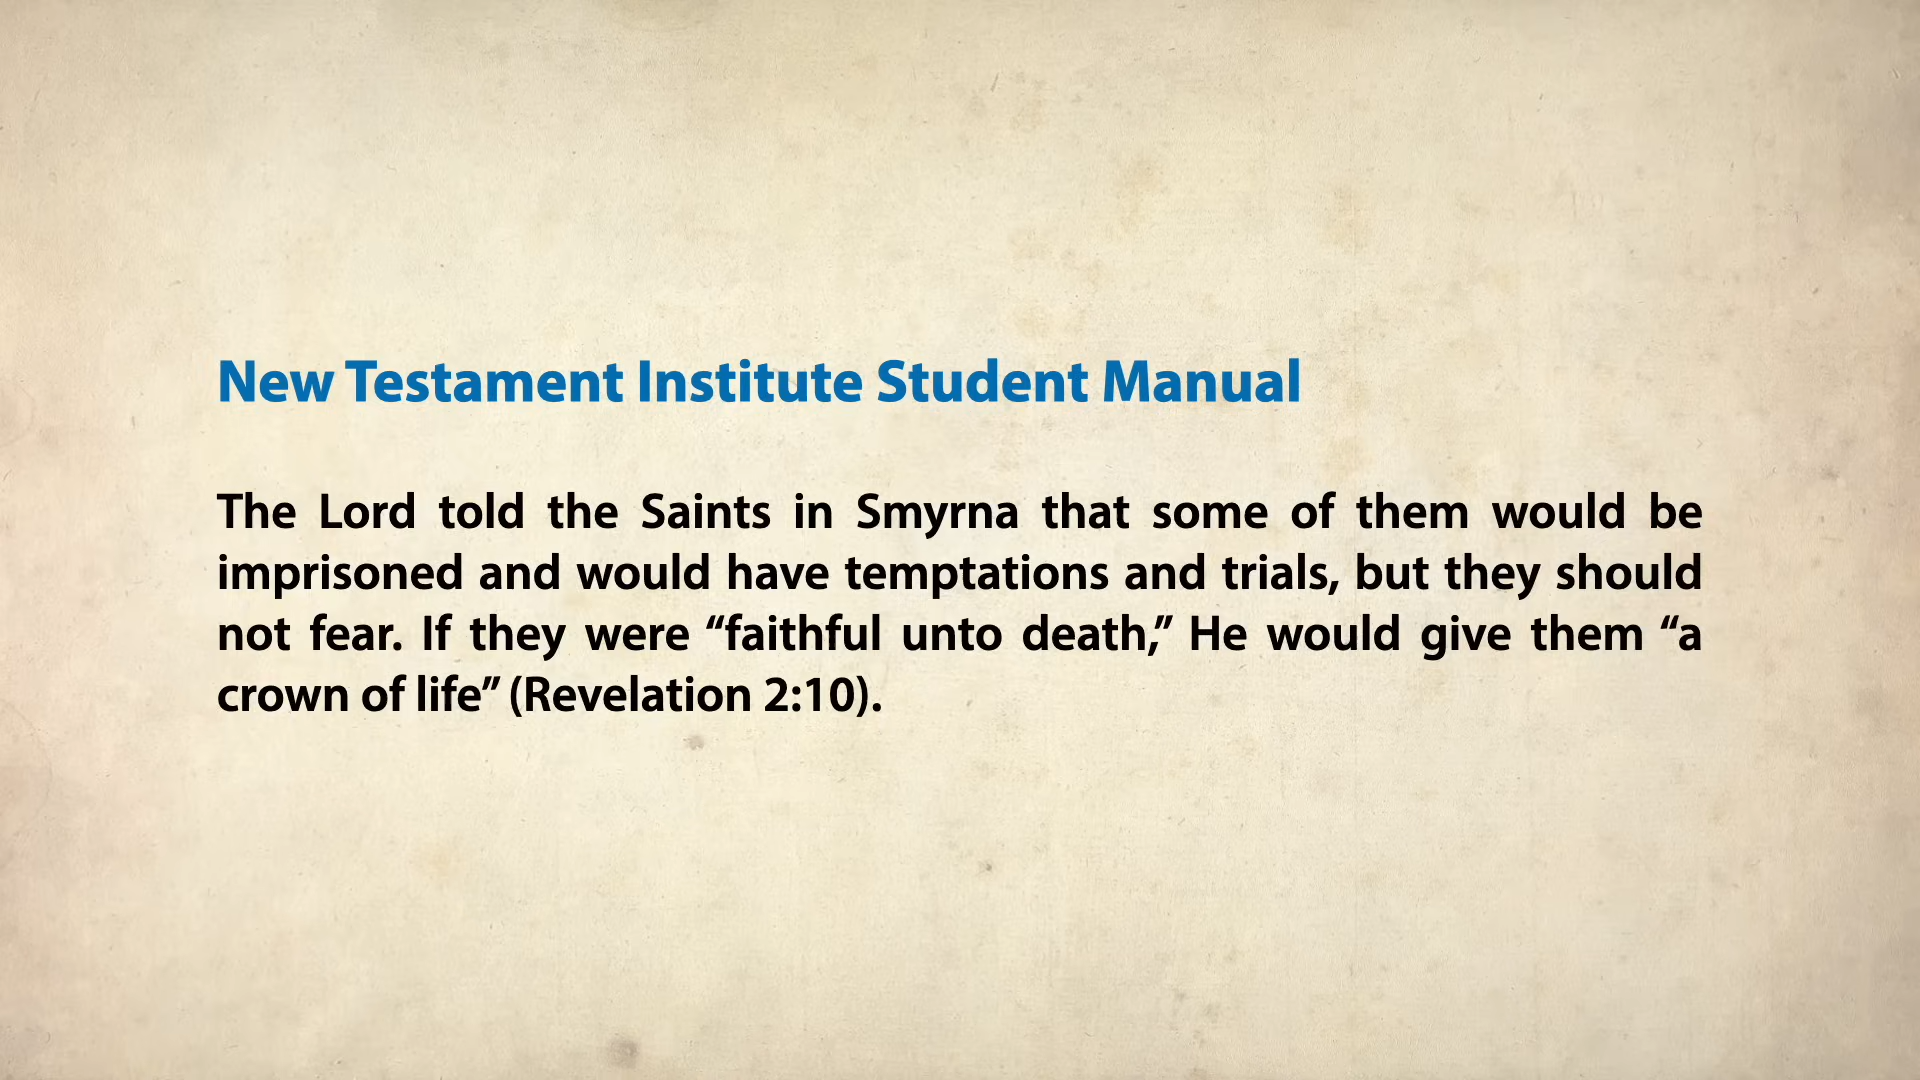 New Testament Institute Student Manual
The Lord told the Saints in Smyrna that some of them would be
imprisoned and would have temptations and trials, but they should
not fear. If they were “faithful unto death,” He would give them “a
crown of life” (Revelation 2:10).